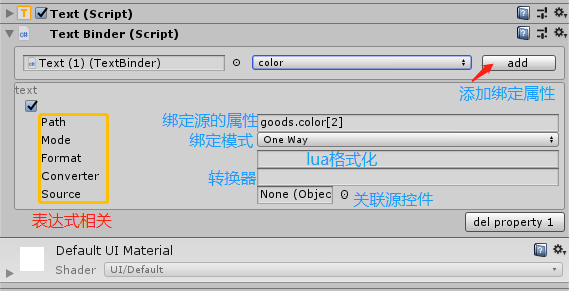 Text (Script)
Text Binder (Script)
Text (1) (TextBinder)
color
add
添加绑定属性
text
Path
绑定源的属性
goods.color[2]
Mode
绑定模式
One Way
Format
lua格式化
Converter
转换器
Source
None (Objec
关联源控件
表达式相关
del property 1
Default UI Material
Shader
UI/Default